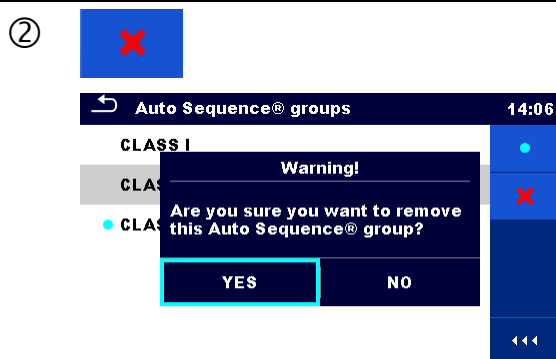 ②
Auto Sequence® groups 14:06
CLASS I
Warning!
CLAS
Are you sure you want to remove
CLAS
this Auto Sequence® group?
YES NO